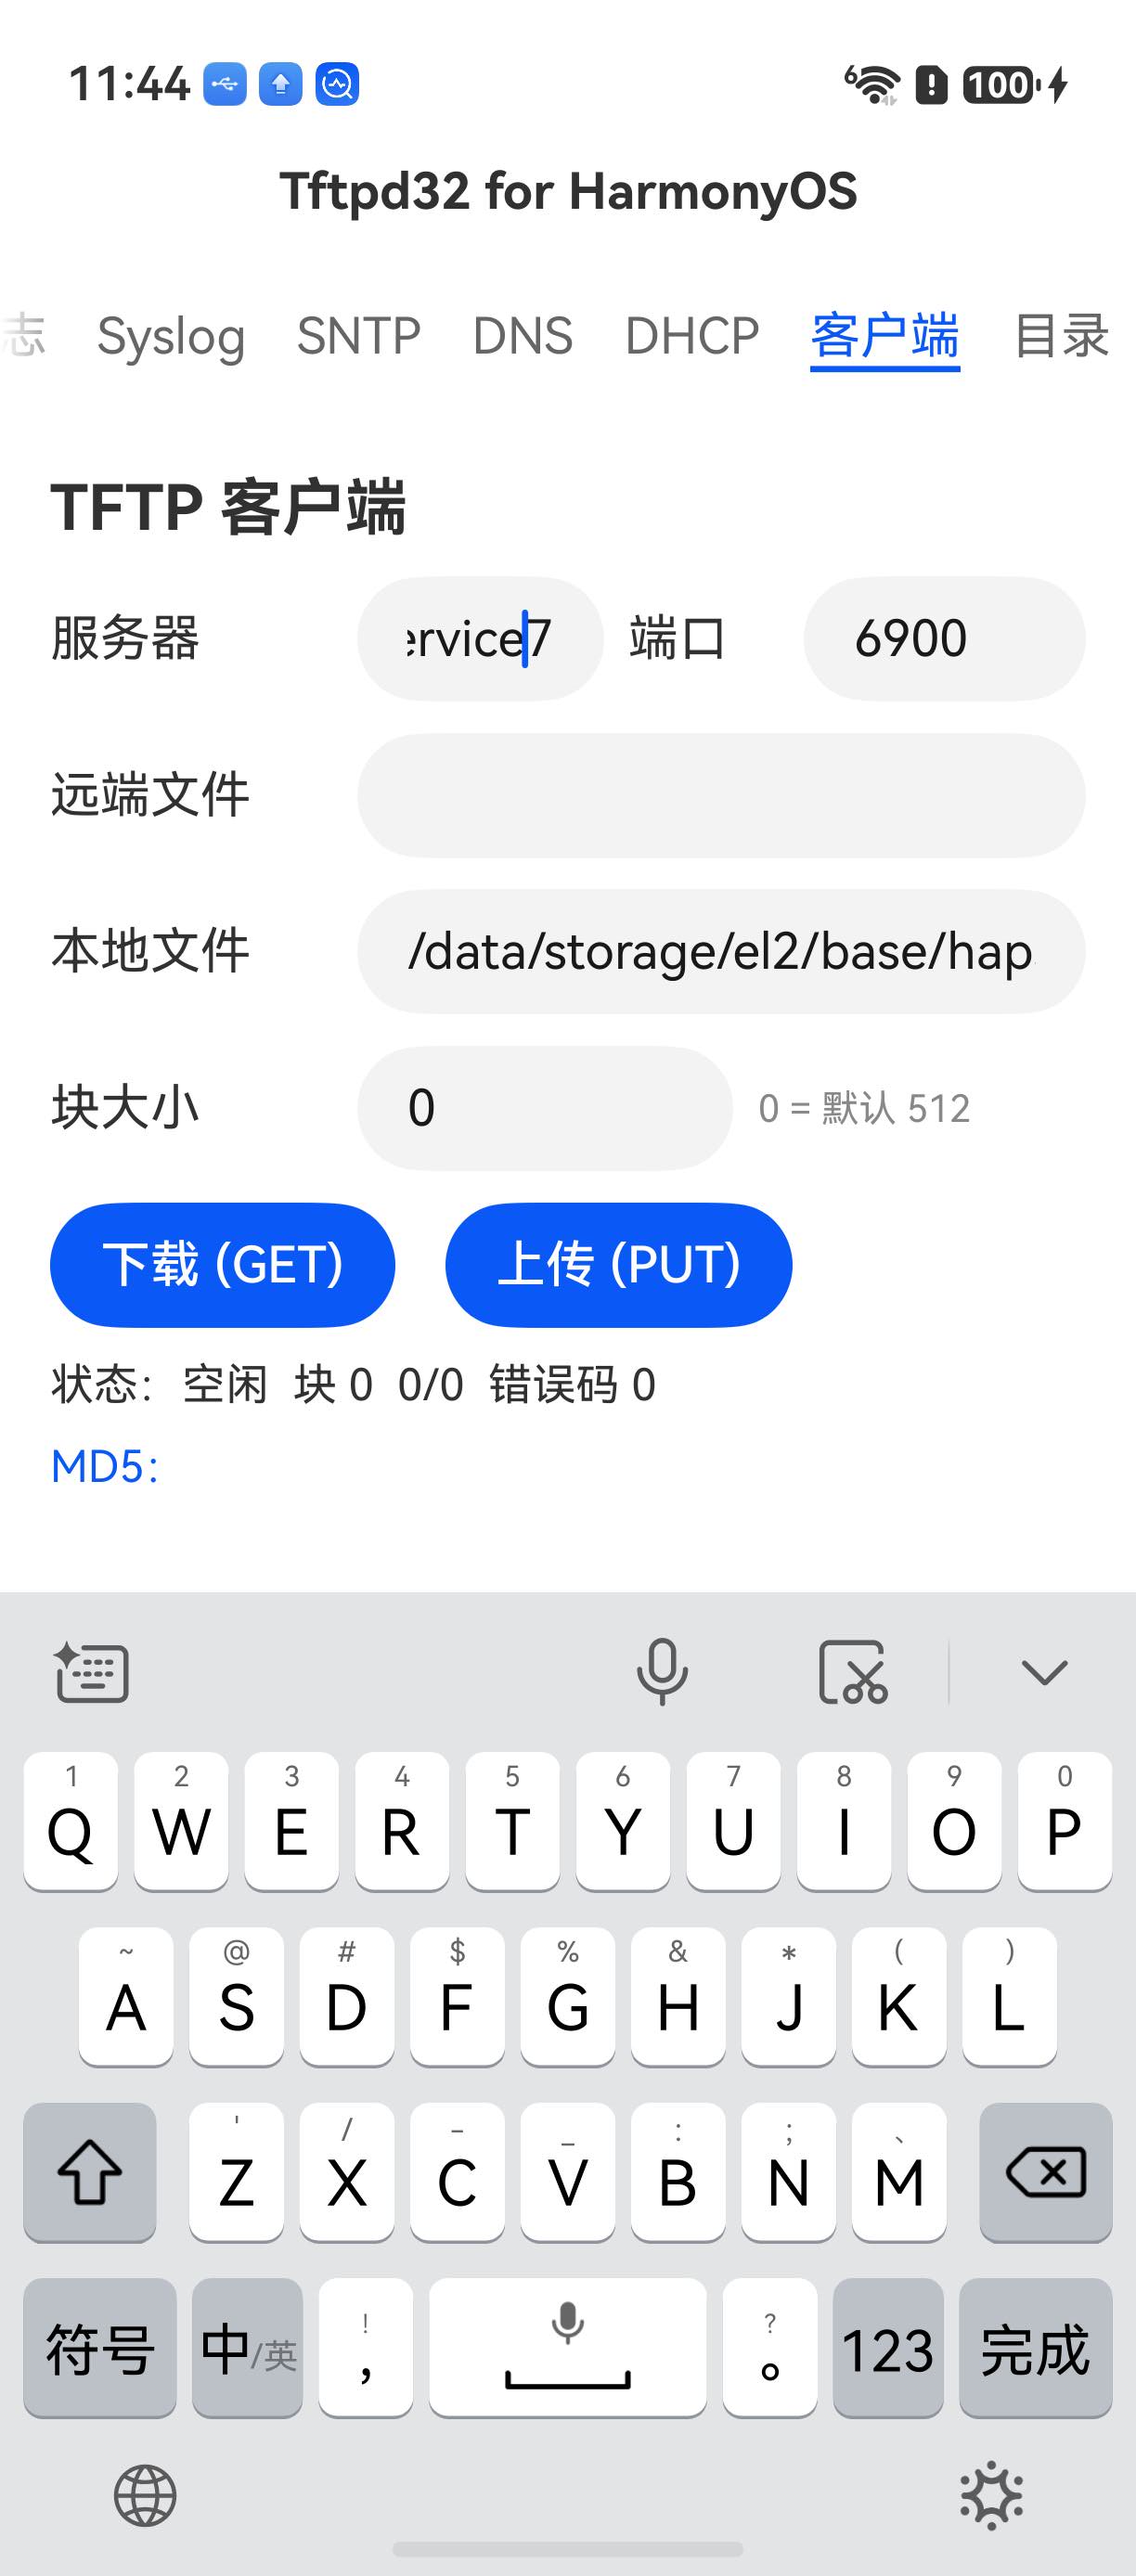 11:44 6 100
Tftpd32 for HarmonyOS
志 Syslog SNTP DNS DHCP 客户端 目录
TFTP 客户端
服务器 ervice7 端口 6900
远端文件
本地文件 /data/storage/el2/base/hap
块大小 0 0 = 默认 512
下载 (GET) 上传 (PUT)
状态: 空闲 块 0 0/0 错误码 0
MD5:
1 2 3 4 5 6 7 8 9 0
Q W E R T Y U I O P
~ @ # $ % & * ( )
A S D F G H J K L
' / - _ : ; 、
Z X C V B N M
! ?
符号 中/英 , 。 123 完成